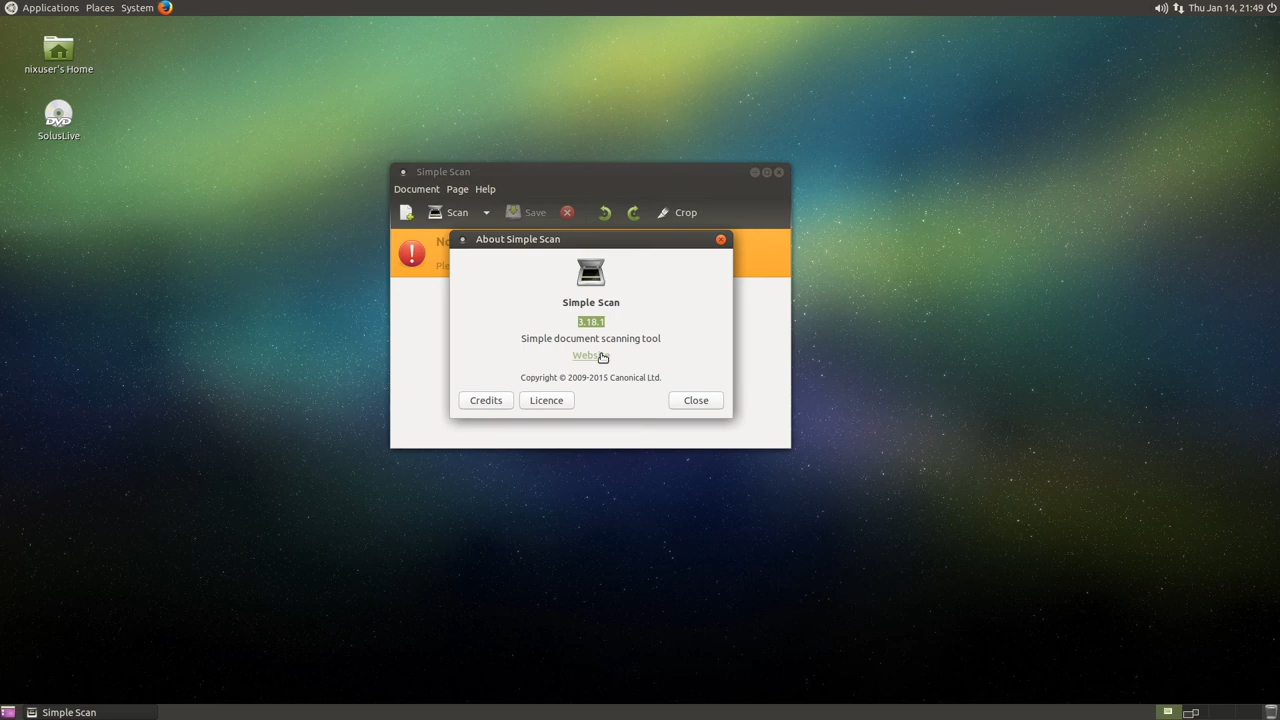 Applications Places System
Thu Jan 14, 21:49
nixuser's Home
SolusLive
Simple Scan
Document Page Help
Scan Save Crop
About Simple Scan
Simple Scan
3.18.1
Simple document scanning tool
Copyright © 2009-2015 Canonical Ltd.
Credits Licence Close
Simple Scan